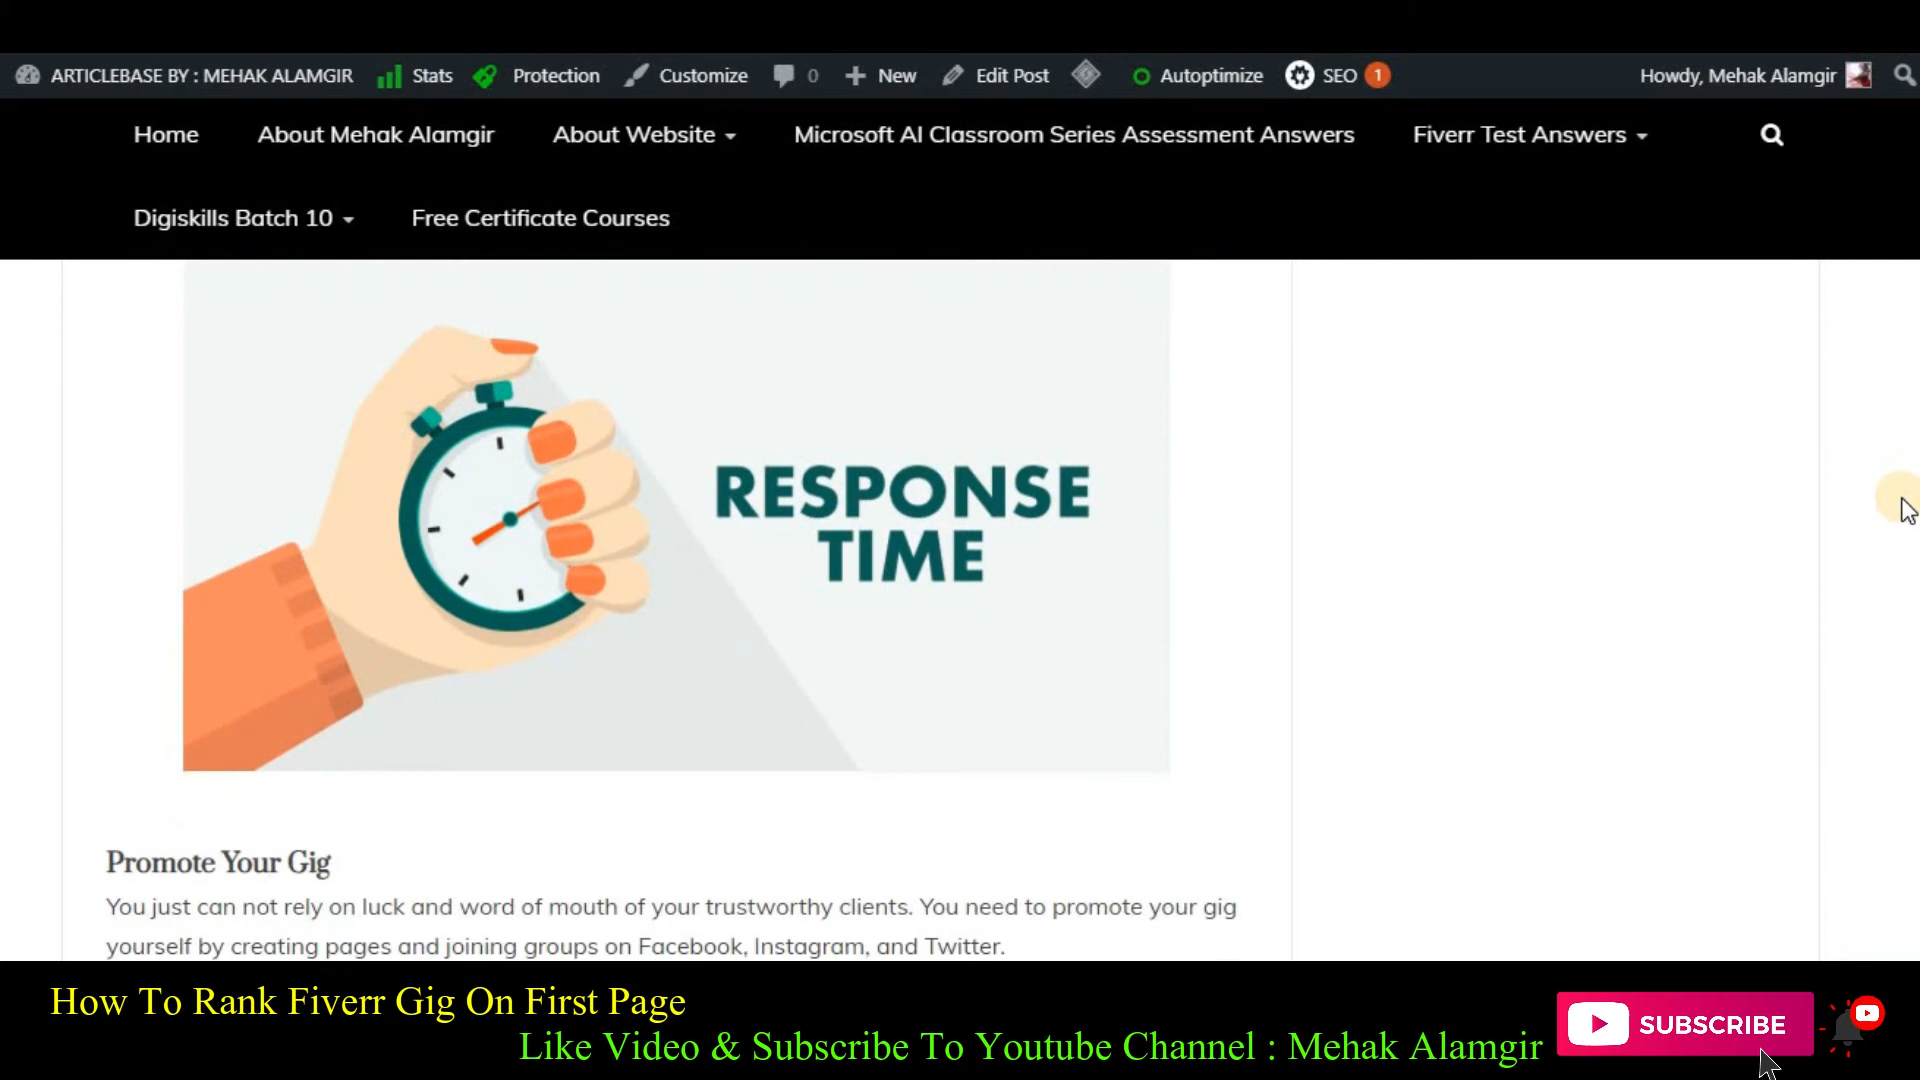 ARTICLEBASE BY : MEHAK ALAMGIR Stats Protection Customize 0 New Edit Post Autoptimize SEO 1 Howdy, Mehak Alamgir
Home About Mehak Alamgir About Website Microsoft AI Classroom Series Assessment Answers Fiverr Test Answers
Digiskills Batch 10 Free Certificate Courses
RESPONSE
TIME
Promote Your Gig
You just can not rely on luck and word of mouth of your trustworthy clients. You need to promote your gig
yourself by creating pages and joining groups on Facebook, Instagram, and Twitter.
How To Rank Fiverr Gig On First Page
Like Video & Subscribe To Youtube Channel : Mehak Alamgir
SUBSCRIBE